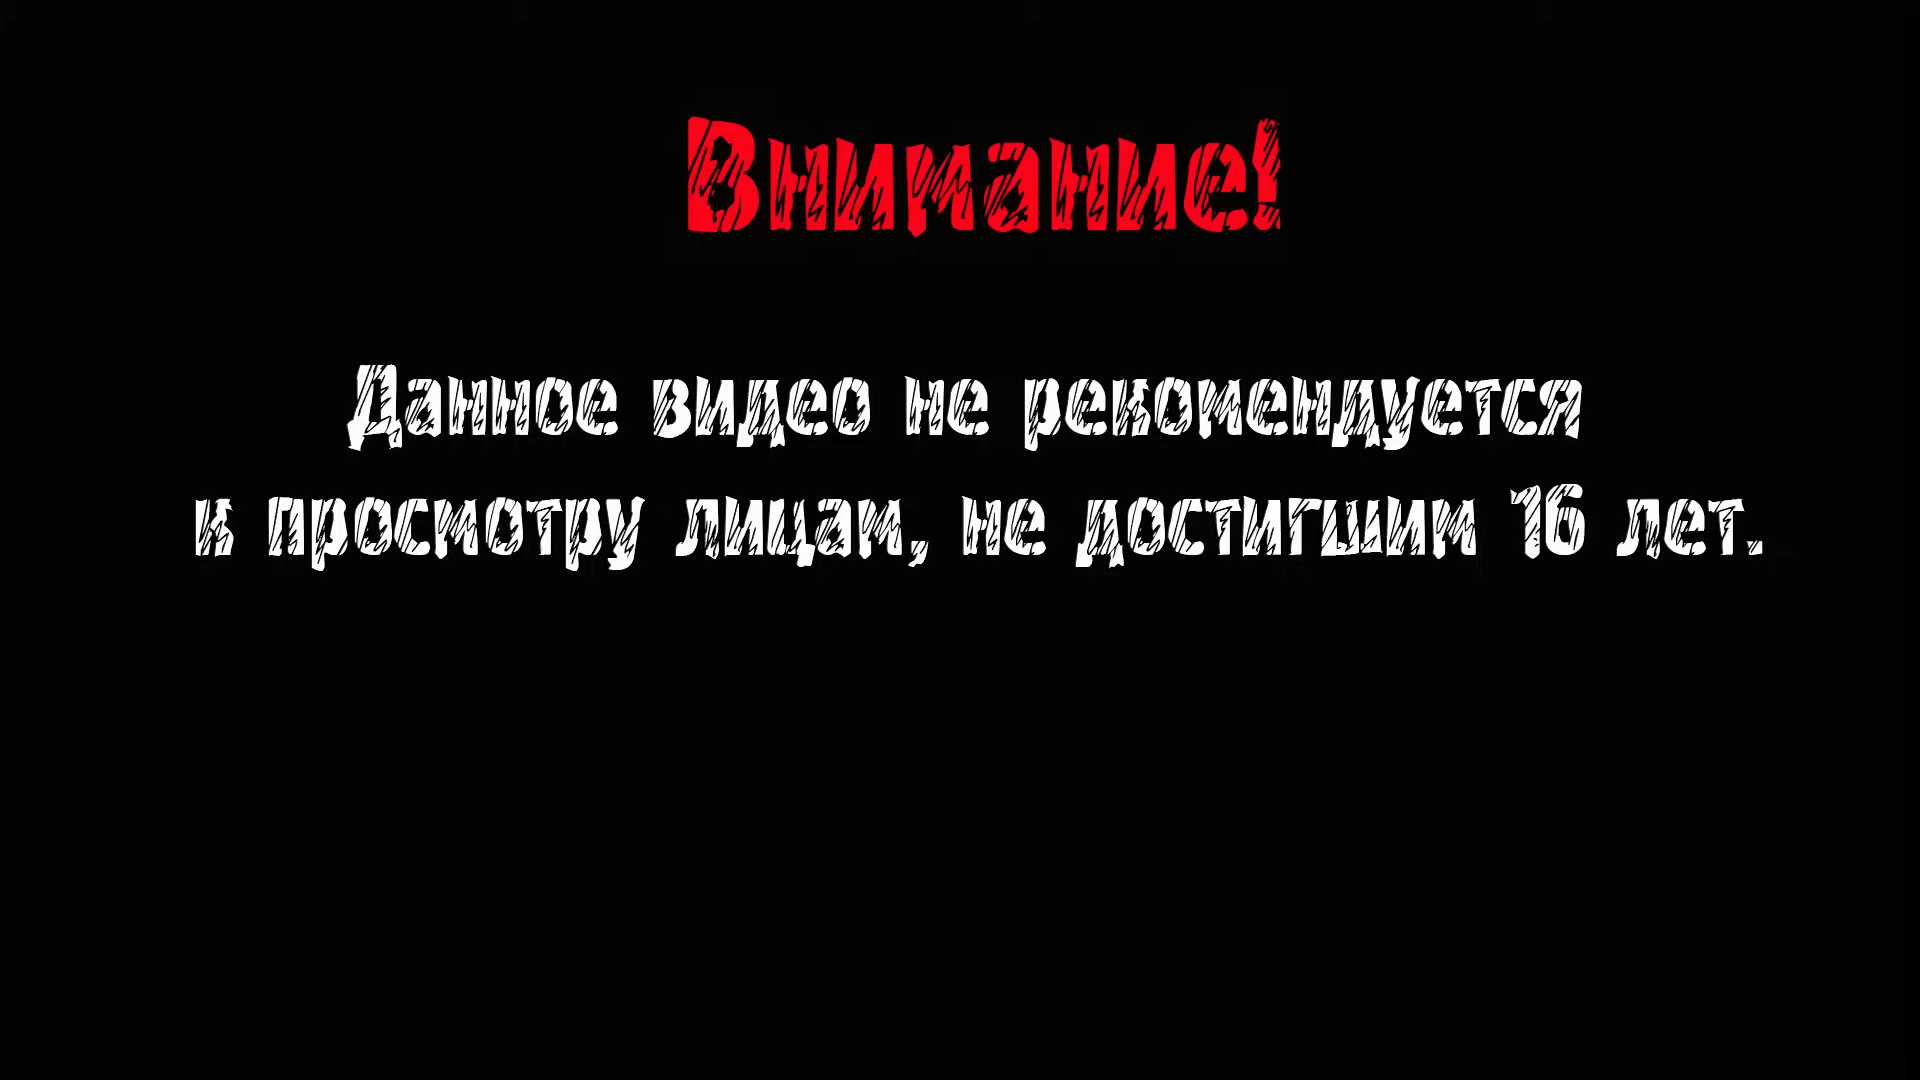 Внимание!
Данное видео не рекомендуется
к просмотру лицам, не достигшим 16 лет.